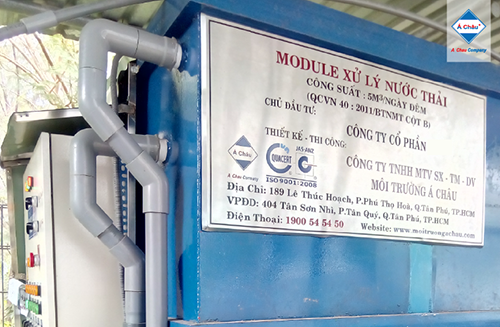 Á Châu
Á Chau Company
MODULE XỬ LÝ NƯỚC THẢI
CÔNG SUẤT : 5M³/NGÀY ĐÊM
(QCVN 40 : 2011/BTNMT CỘT B)
CHỦ ĐẦU TƯ:
CÔNG TY CỔ PHẦN
THIẾT KẾ - THI CÔNG:
CÔNG TY TNHH MTV SX - TM - DV
MÔI TRƯỜNG Á CHÂU
Á Châu
Á Chau Company
QUACERT
JAS-ANZ
ISO 9001:2008
Địa Chỉ: 189 Lê Thúc Hoạch, P.Phú Thọ Hoà, Q.Tân Phú, TP.HCM
VPĐD: 404 Tân Sơn Nhì, P.Tân Quý, Q.Tân Phú, TP.HCM
Điện Thoại: 1900 54 54 50
Website: www.moitruongachau.com